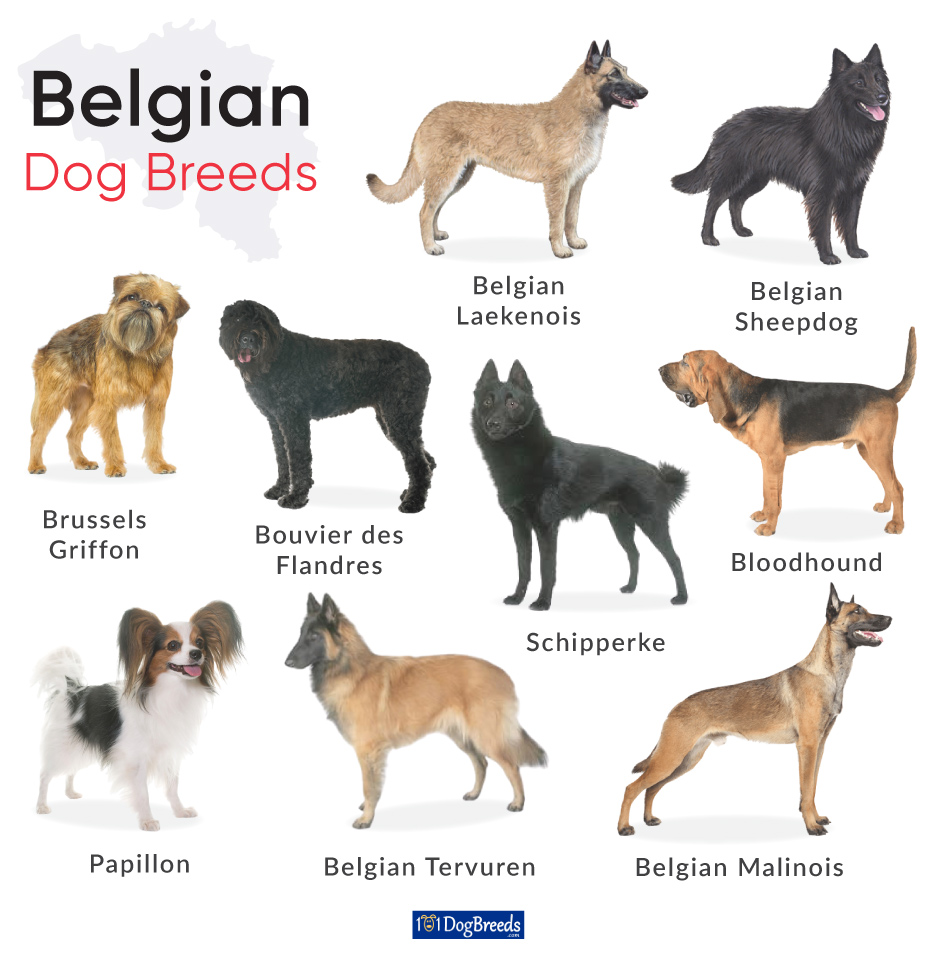 Belgian
Dog Breeds
Belgian
Laekenois
Belgian
Sheepdog
Brussels
Griffon
Bouvier des
Flandres
Schipperke
Bloodhound
Papillon
Belgian Tervuren
Belgian Malinois
101DogBreeds
.com